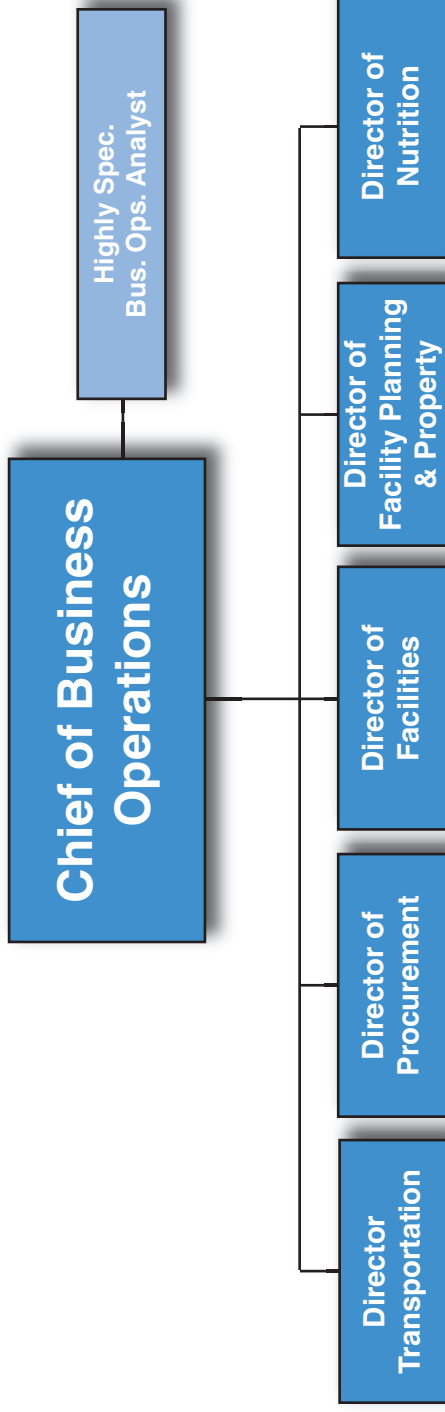 Chief of Business
Operations
Highly Spec.
Bus. Ops. Analyst
Director
Transportation
Director of
Procurement
Director of
Facilities
Director of
Facility Planning
& Property
Director of
Nutrition